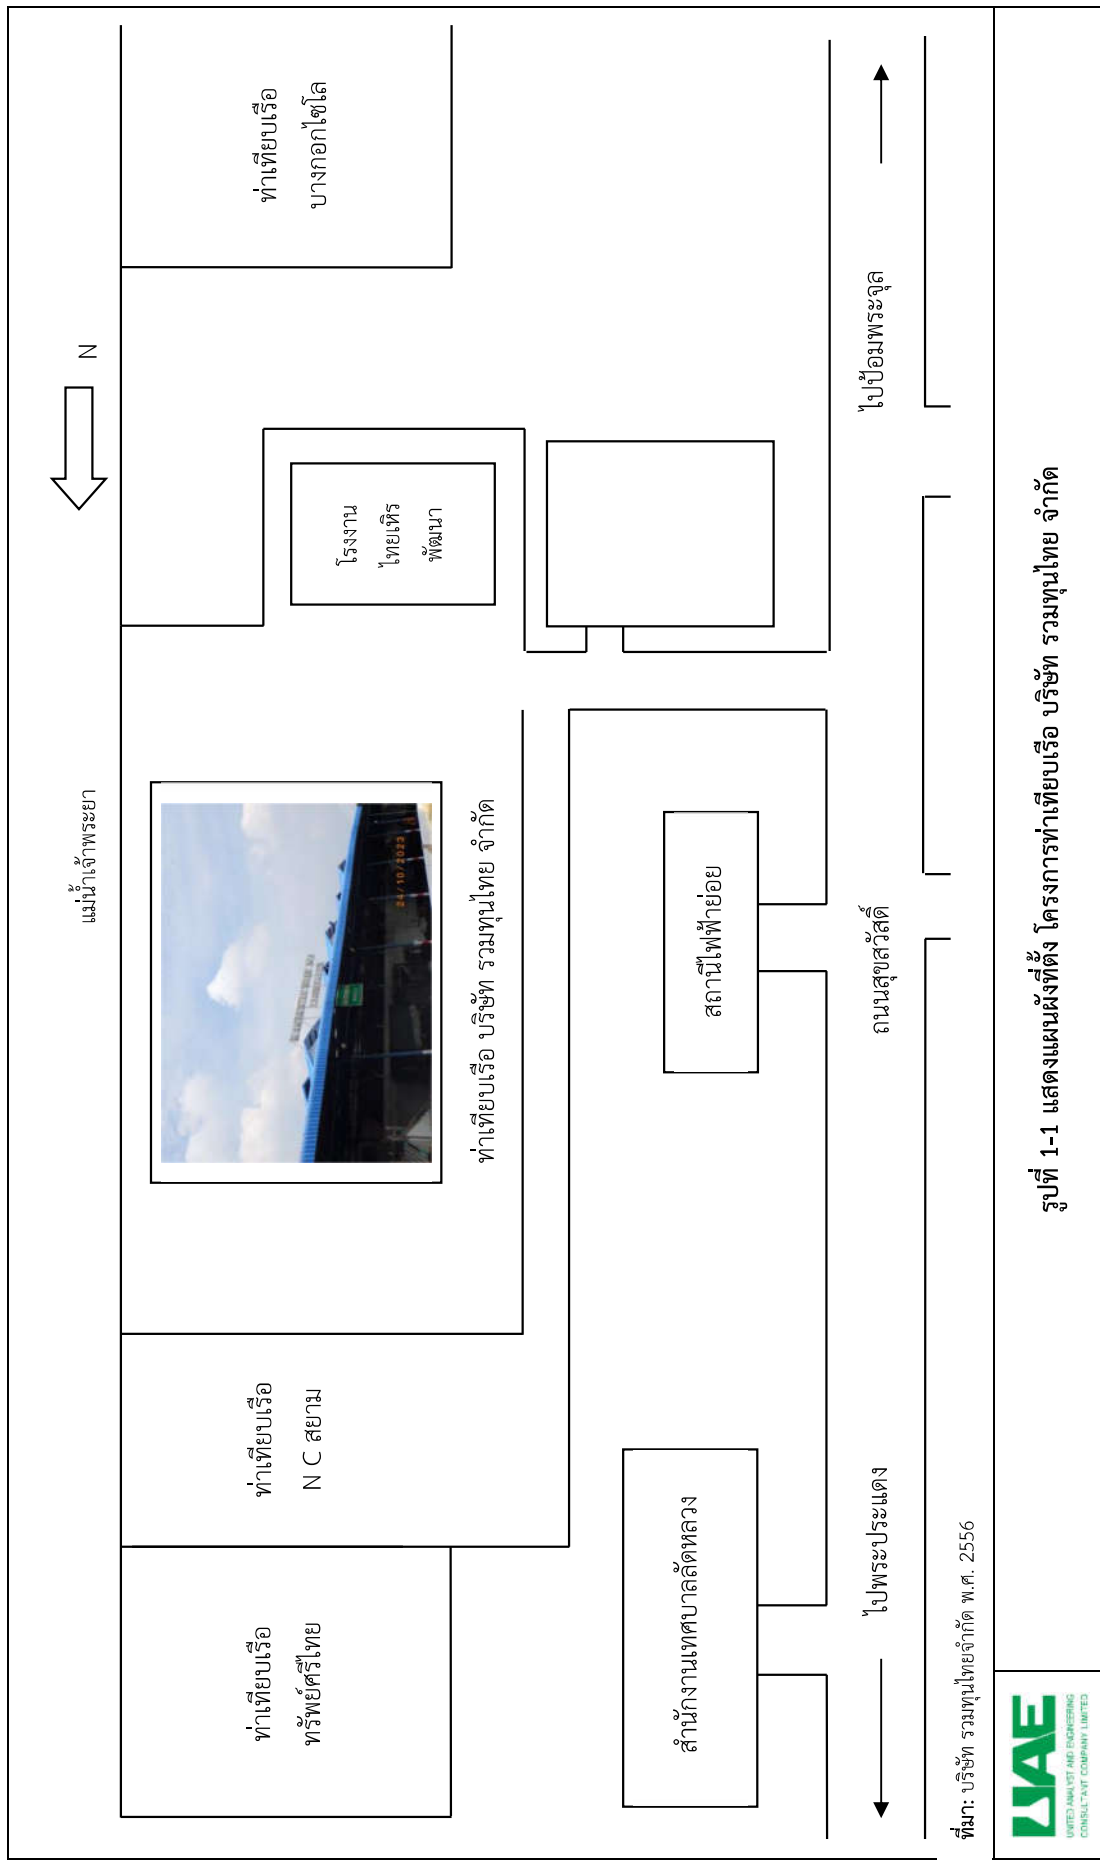 แม่น้ำเจ้าพระยา
N
ท่าเทียบเรือ
ทรัพย์ศรีไทย
ท่าเทียบเรือ
N C สยาม
24/10/2023
ท่าเทียบเรือ บริษัท รวมทุนไทย จำกัด
โรงงาน
ไทยเหิร
พัฒนา
ท่าเทียบเรือ
บางกอกไซโล
สำนักงานเทศบาลลัดหลวง
สถานีไฟฟ้าย่อย
ไปพระประแดง
ถนนสุขสวัสดิ์
ไปป้อมพระจุล
ที่มา: บริษัท รวมทุนไทยจำกัด พ.ศ. 2556
UAE
UNITED ANALYST AND ENGINEERING
CONSULTANT COMPANY LIMITED
รูปที่ 1-1 แสดงแผนผังที่ตั้ง โครงการท่าเทียบเรือ บริษัท รวมทุนไทย จำกัด